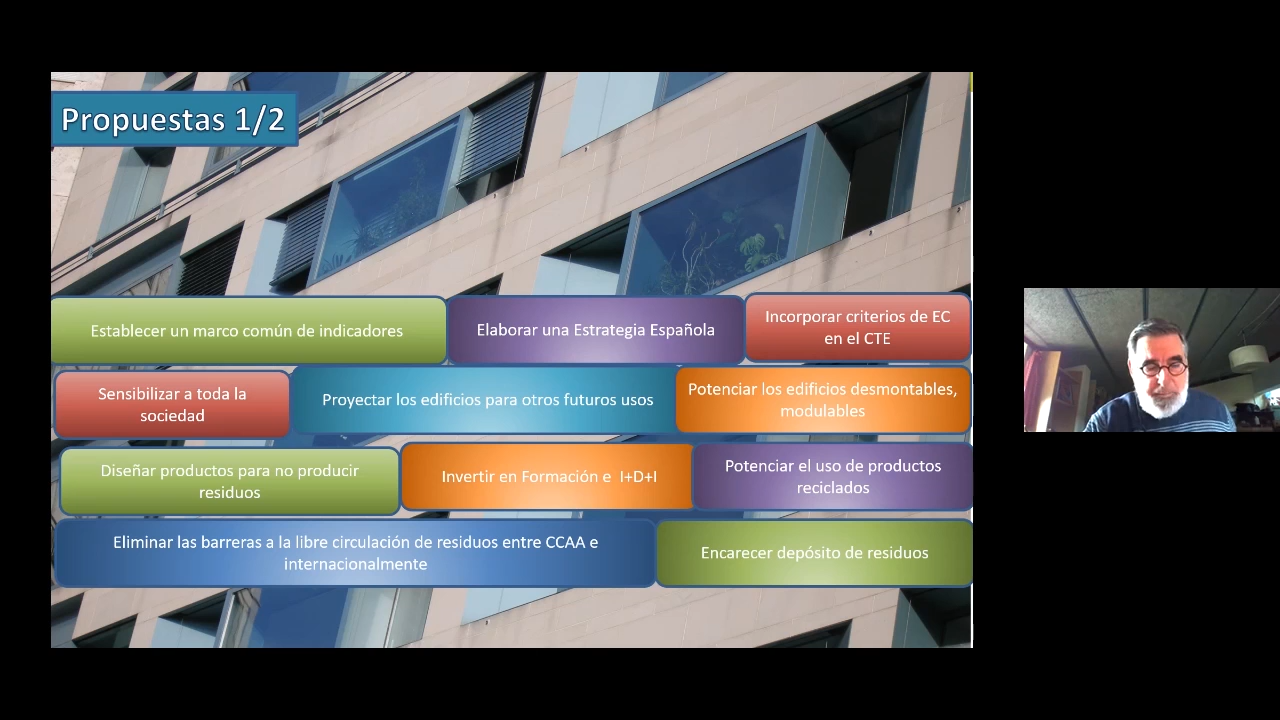 Propuestas 1/2
Establecer un marco común de indicadores
Elaborar una Estrategia Española
Incorporar criterios de EC
en el CTE
Sensibilizar a toda la
sociedad
Proyectar los edificios para otros futuros usos
Potenciar los edificios desmontables,
modulables
Diseñar productos para no producir
residuos
Invertir en Formación e I+D+I
Potenciar el uso de productos
reciclados
Eliminar las barreras a la libre circulación de residuos entre CCAA e
internacionalmente
Encarecer depósito de residuos